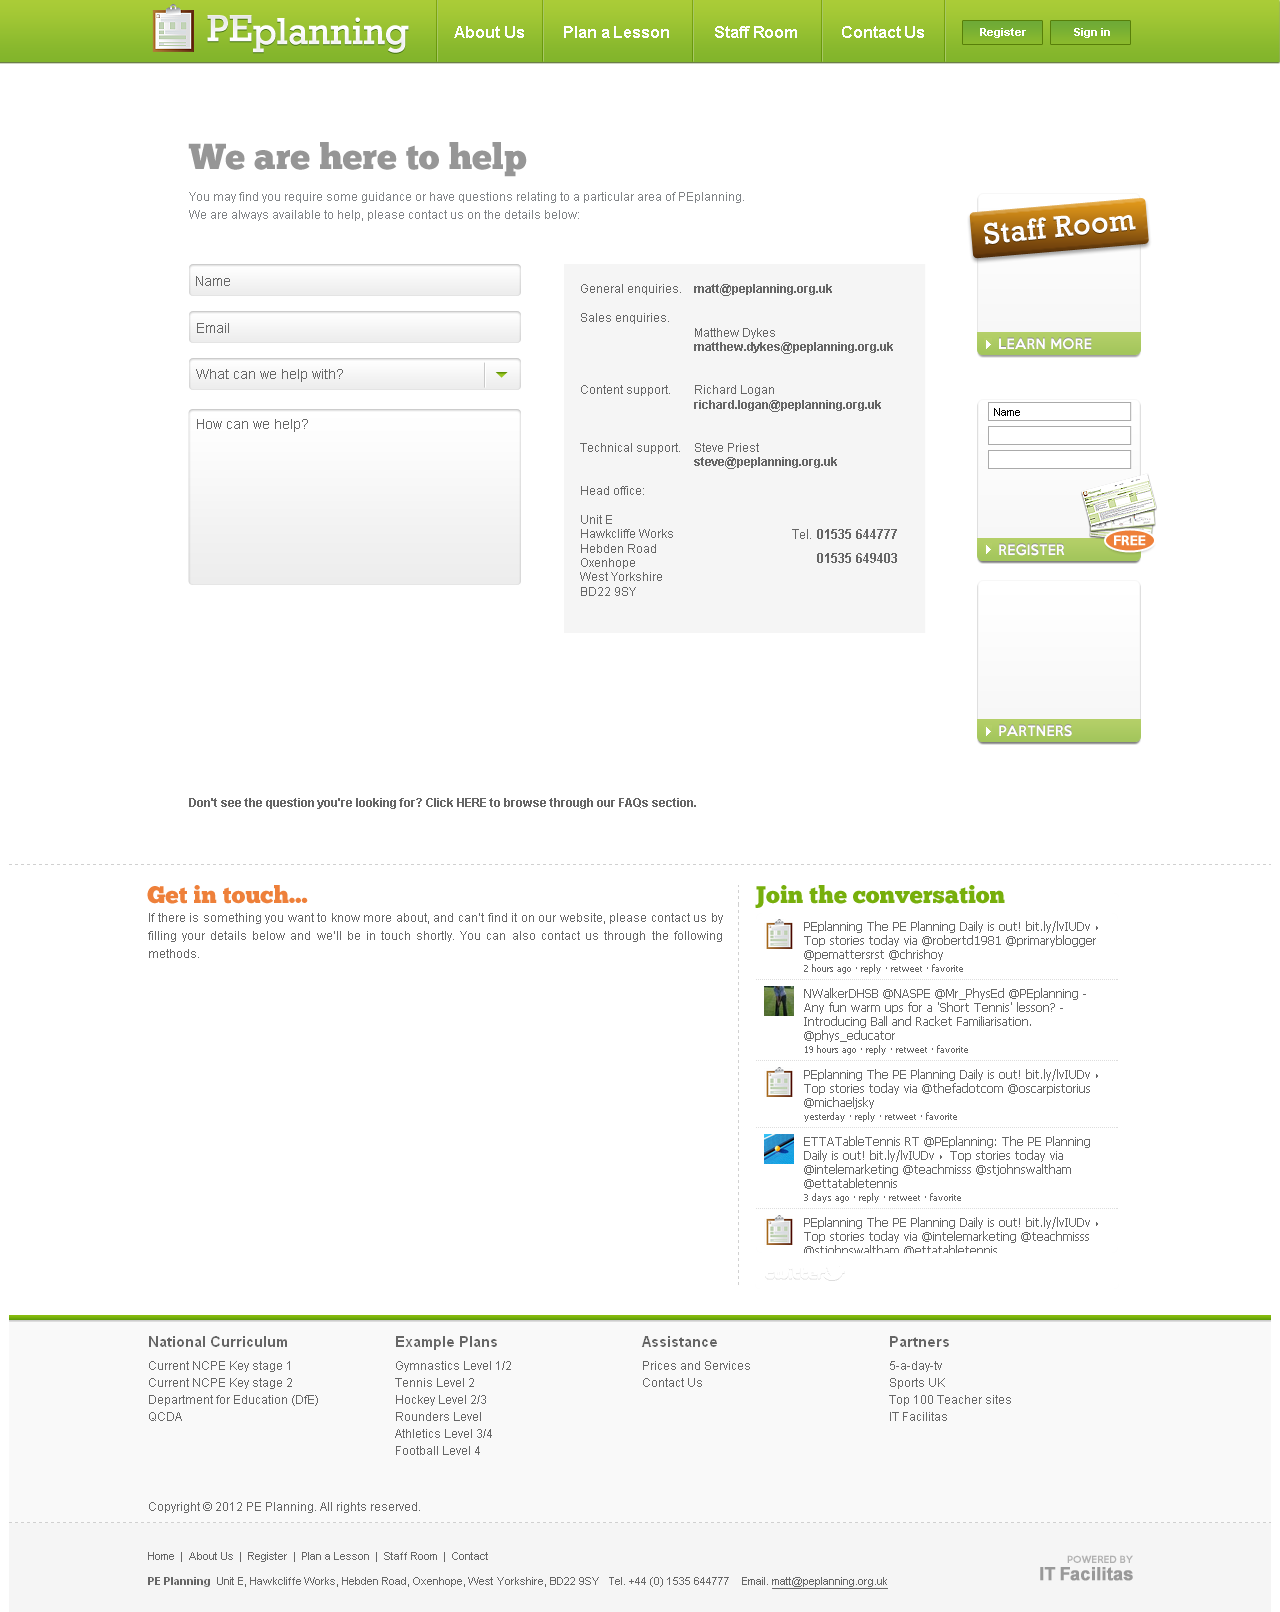 PEplanning
About Us
Plan a Lesson
Staff Room
Contact Us
Register
Sign in
We are here to help
You may find you require some guidance or have questions relating to a particular area of PEplanning.
We are always available to help, please contact us on the details below:
Name
Email
What can we help with?
How can we help?
General enquiries. matt@peplanning.org.uk
Sales enquiries.
Matthew Dykes
matthew.dykes@peplanning.org.uk
Content support. Richard Logan
richard.logan@peplanning.org.uk
Technical support. Steve Priest
steve@peplanning.org.uk
Head office:
Unit E
Hawkcliffe Works
Hebden Road
Oxenhope
West Yorkshire
BD22 9SY
Tel. 01535 644777
01535 649403
Staff Room
LEARN MORE
Name
FREE
REGISTER
PARTNERS
Don't see the question you're looking for? Click HERE to browse through our FAQs section.
Get in touch...
If there is something you want to know more about, and can't find it on our website, please contact us by
filling your details below and we'll be in touch shortly. You can also contact us through the following
methods.
Join the conversation
PEplanning The PE Planning Daily is out! bit.ly/lvIUDv ▸
Top stories today via @robertd1981 @primaryblogger
@pemattersrst @chrishoy
2 hours ago · reply · retweet · favorite
NWalkerDHSB @NASPE @Mr_PhysEd @PEplanning -
Any fun warm ups for a 'Short Tennis' lesson? -
Introducing Ball and Racket Familiarisation.
@phys_educator
19 hours ago · reply · retweet · favorite
PEplanning The PE Planning Daily is out! bit.ly/lvIUDv ▸
Top stories today via @thefadotcom @oscarpistorius
@michaeljsky
yesterday · reply · retweet · favorite
ETTATableTennis RT @PEplanning: The PE Planning
Daily is out! bit.ly/lvIUDv ▸ Top stories today via
@intelemarketing @teachmisss @stjohnswaltham
@ettatabletennis
3 days ago · reply · retweet · favorite
PEplanning The PE Planning Daily is out! bit.ly/lvIUDv ▸
Top stories today via @intelemarketing @teachmisss
@stjohnswaltham @ettatabletennis
twitter
National Curriculum
Current NCPE Key stage 1
Current NCPE Key stage 2
Department for Education (DfE)
QCDA
Example Plans
Gymnastics Level 1/2
Tennis Level 2
Hockey Level 2/3
Rounders Level
Athletics Level 3/4
Football Level 4
Assistance
Prices and Services
Contact Us
Partners
5-a-day-tv
Sports UK
Top 100 Teacher sites
IT Facilitas
Copyright © 2012 PE Planning. All rights reserved.
Home | About Us | Register | Plan a Lesson | Staff Room | Contact
PE Planning Unit E, Hawkcliffe Works, Hebden Road, Oxenhope, West Yorkshire, BD22 9SY Tel. +44 (0) 1535 644777 Email. matt@peplanning.org.uk
POWERED BY
IT Facilitas